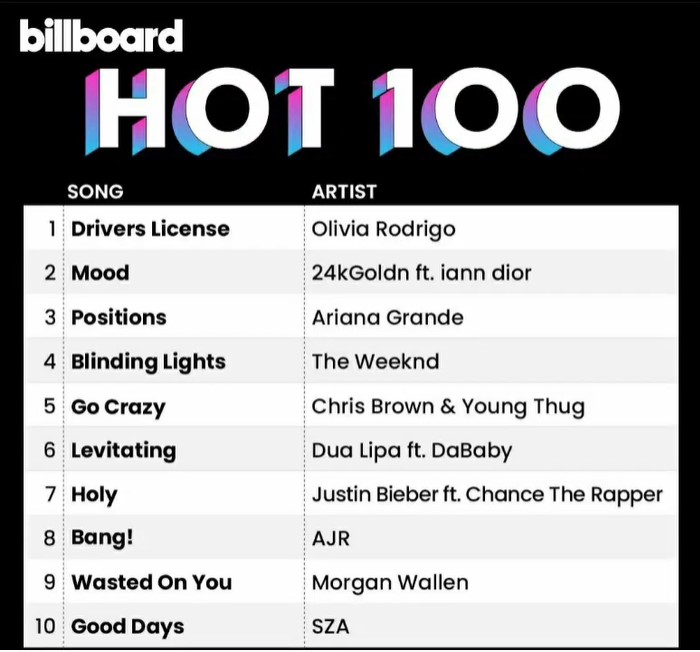 billboard
HOT 100
SONG ARTIST
1 Drivers License Olivia Rodrigo
2 Mood 24kGoldn ft. iann dior
3 Positions Ariana Grande
4 Blinding Lights The Weeknd
5 Go Crazy Chris Brown & Young Thug
6 Levitating Dua Lipa ft. DaBaby
7 Holy Justin Bieber ft. Chance The Rapper
8 Bang! AJR
9 Wasted On You Morgan Wallen
10 Good Days SZA